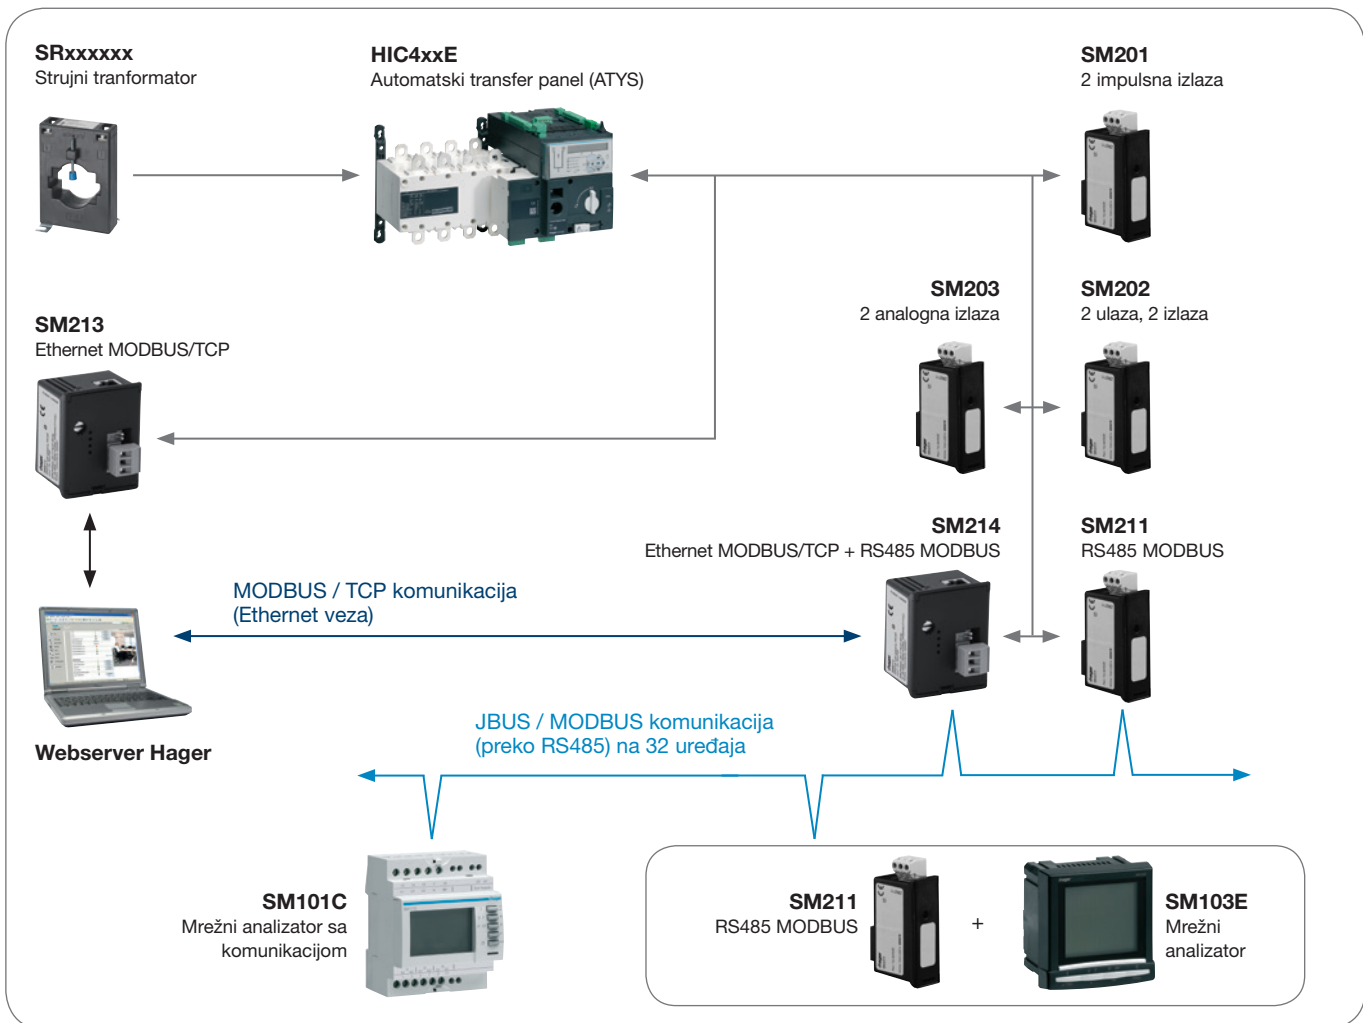 SRxxxxxx
Strujni tranformator
HIC4xxE
Automatski transfer panel (ATYS)
SM201
2 impulsna izlaza
SM203
2 analogna izlaza
SM202
2 ulaza, 2 izlaza
SM213
Ethernet MODBUS/TCP
SM214
Ethernet MODBUS/TCP + RS485 MODBUS
SM211
RS485 MODBUS
MODBUS / TCP komunikacija
(Ethernet veza)
Webserver Hager
JBUS / MODBUS komunikacija
(preko RS485) na 32 uređaja
SM101C
Mrežni analizator sa
komunikacijom
SM211
RS485 MODBUS
+
SM103E
Mrežni
analizator